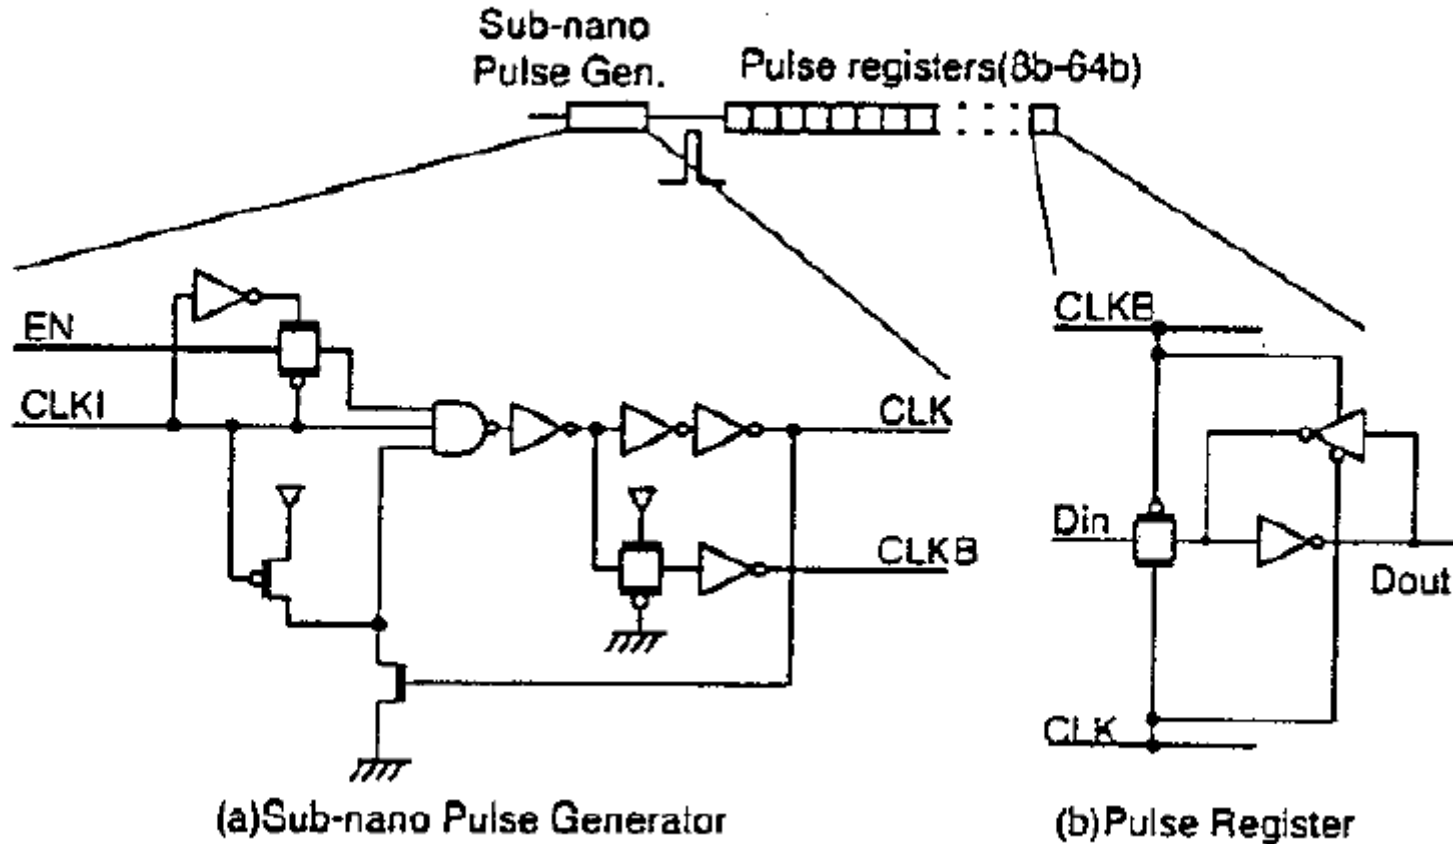 Sub-nano
Pulse Gen.
Pulse registers(8b-64b)
EN
CLKI
CLK
CLKB
CLKB
Din
Dout
CLK
(a)Sub-nano Pulse Generator
(b)Pulse Register